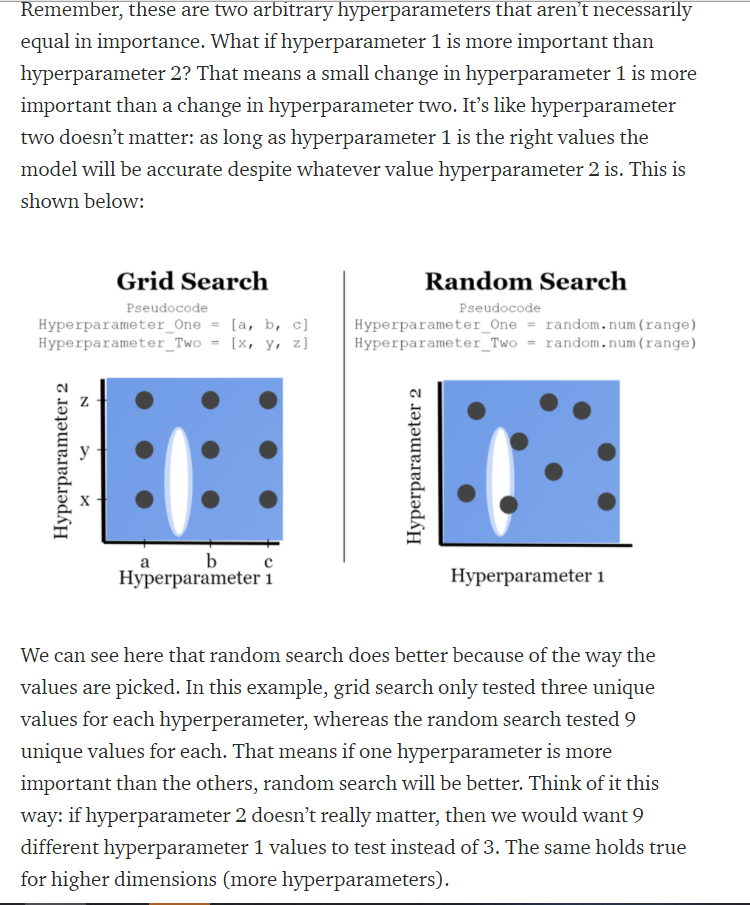 Remember, these are two arbitrary hyperparameters that aren't necessarily
equal in importance. What if hyperparameter 1 is more important than
hyperparameter 2? That means a small change in hyperparameter 1 is more
important than a change in hyperparameter two. It's like hyperparameter
two doesn't matter: as long as hyperparameter 1 is the right values the
model will be accurate despite whatever value hyperparameter 2 is. This is
shown below:
Grid Search
Pseudocode
Hyperparameter_One = [a, b, c]
Hyperparameter_Two = [x, y, z]
Hyperparameter 2
z
y
x
a b c
Hyperparameter 1
Random Search
Pseudocode
Hyperparameter_One = random.num(range)
Hyperparameter_Two = random.num(range)
Hyperparameter 2
Hyperparameter 1
We can see here that random search does better because of the way the
values are picked. In this example, grid search only tested three unique
values for each hyperperameter, whereas the random search tested 9
unique values for each. That means if one hyperparameter is more
important than the others, random search will be better. Think of it this
way: if hyperparameter 2 doesn't really matter, then we would want 9
different hyperparameter 1 values to test instead of 3. The same holds true
for higher dimensions (more hyperparameters).